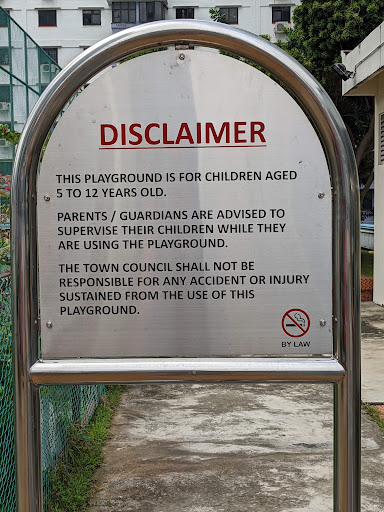 DISCLAIMER
THIS PLAYGROUND IS FOR CHILDREN AGED
5 TO 12 YEARS OLD.
PARENTS / GUARDIANS ARE ADVISED TO
SUPERVISE THEIR CHILDREN WHILE THEY
ARE USING THE PLAYGROUND.
THE TOWN COUNCIL SHALL NOT BE
RESPONSIBLE FOR ANY ACCIDENT OR INJURY
SUSTAINED FROM THE USE OF THIS
PLAYGROUND.
BY LAW